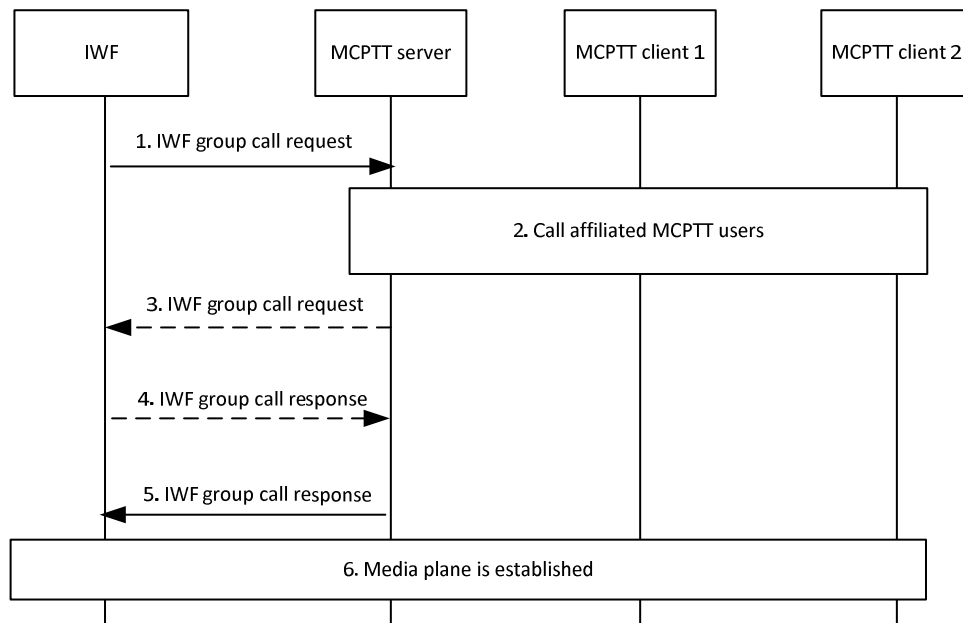 IWF
MCPTT server
MCPTT client 1
MCPTT client 2
1. IWF group call request
2. Call affiliated MCPTT users
3. IWF group call request
4. IWF group call response
5. IWF group call response
6. Media plane is established